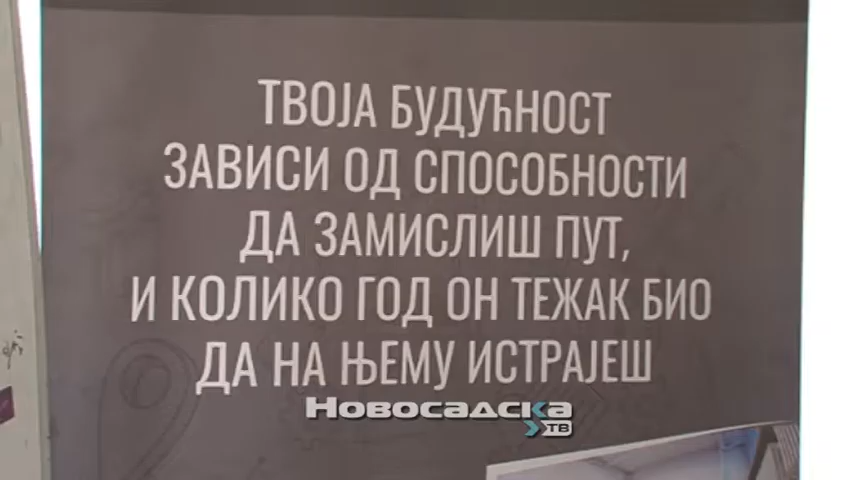 ТВОЈА БУДУЋНОСТ
ЗАВИСИ ОД СПОСОБНОСТИ
ДА ЗАМИСЛИШ ПУТ,
И КОЛИКО ГОД ОН ТЕЖАК БИО
ДА НА ЊЕМУ ИСТРАЈЕШ
НОВОСАДСКА
ТВ